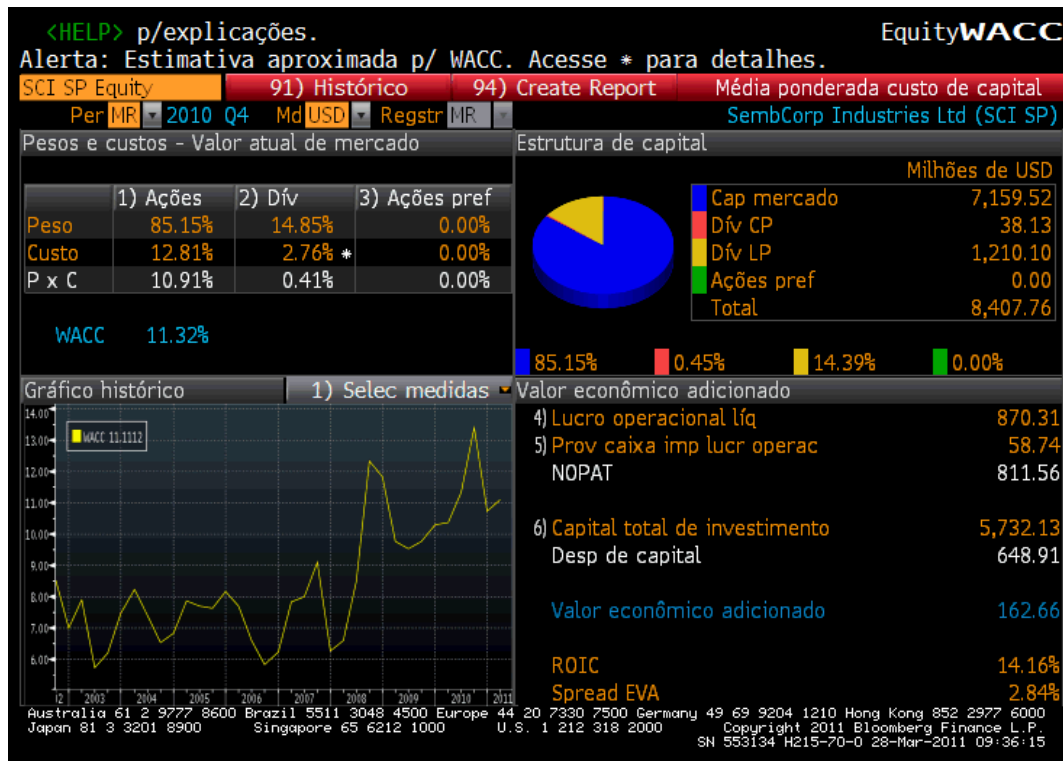 <HELP> p/explicações. EquityWACC
Alerta: Estimativa aproximada p/ WACC. Acesse * para detalhes.
SCI SP Equity 91) Histórico 94) Create Report Média ponderada custo de capital
Per MR 2010 Q4 Md USD Regstr MR SembCorp Industries Ltd (SCI SP)
Pesos e custos - Valor atual de mercado
1) Ações 2) Dív 3) Ações pref
Peso 85.15% 14.85% 0.00%
Custo 12.81% 2.76% * 0.00%
P x C 10.91% 0.41% 0.00%
WACC 11.32%
Estrutura de capital
Milhões de USD
Cap mercado 7,159.52
Dív CP 38.13
Dív LP 1,210.10
Ações pref 0.00
Total 8,407.76
85.15% 0.45% 14.39% 0.00%
Gráfico histórico 1) Selec medidas
WACC 11.1112
14.00
13.00
12.00
11.00
10.00
9.00
8.00
7.00
6.00
12 2003 2004 2005 2006 2007 2008 2009 2010 2011
Valor econômico adicionado
4) Lucro operacional líq 870.31
5) Prov caixa imp lucr operac 58.74
NOPAT 811.56
6) Capital total de investimento 5,732.13
Desp de capital 648.91
Valor econômico adicionado 162.66
ROIC 14.16%
Spread EVA 2.84%
Australia 61 2 9777 8600 Brazil 5511 3048 4500 Europe 44 20 7330 7500 Germany 49 69 9204 1210 Hong Kong 852 2977 6000
Japan 81 3 3201 8900 Singapore 65 6212 1000 U.S. 1 212 318 2000 Copyright 2011 Bloomberg Finance L.P.
SN 553134 H215-70-0 28-Mar-2011 09:36:15